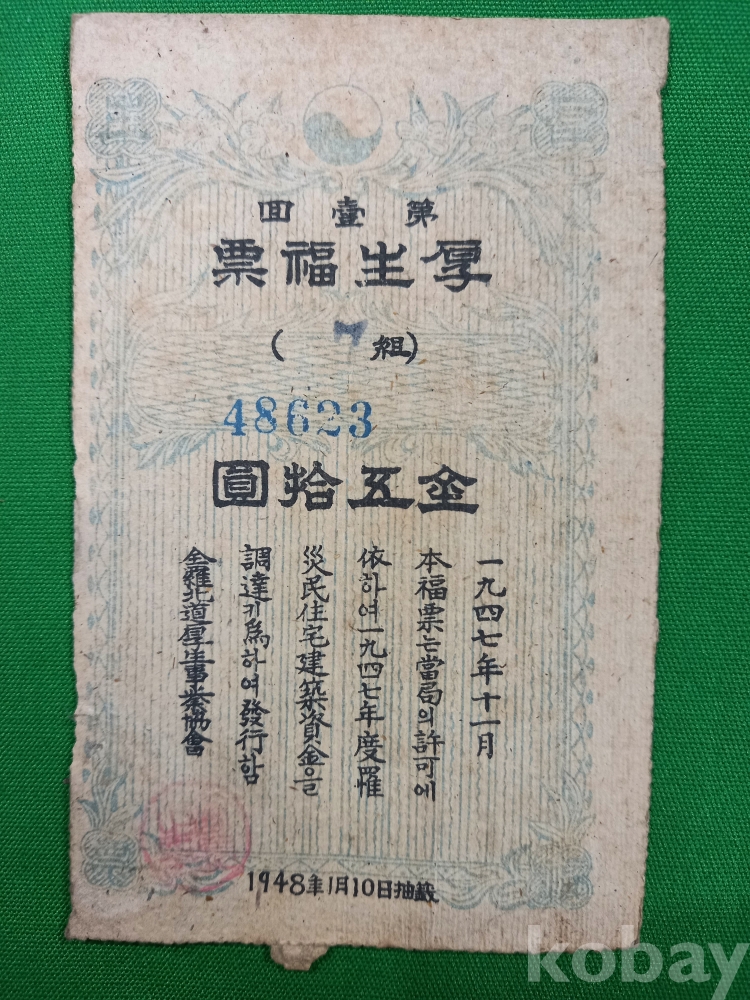 第壹回
厚生福票
( 組)
48623
金五拾圓
一九四七年十一月
本福票는當局의許可에
依하여一九四七年度罹
災民住宅建築資金을
調達키爲하여發行함
全羅北道厚生事業協會
1948年1月10日抽籤
kobay